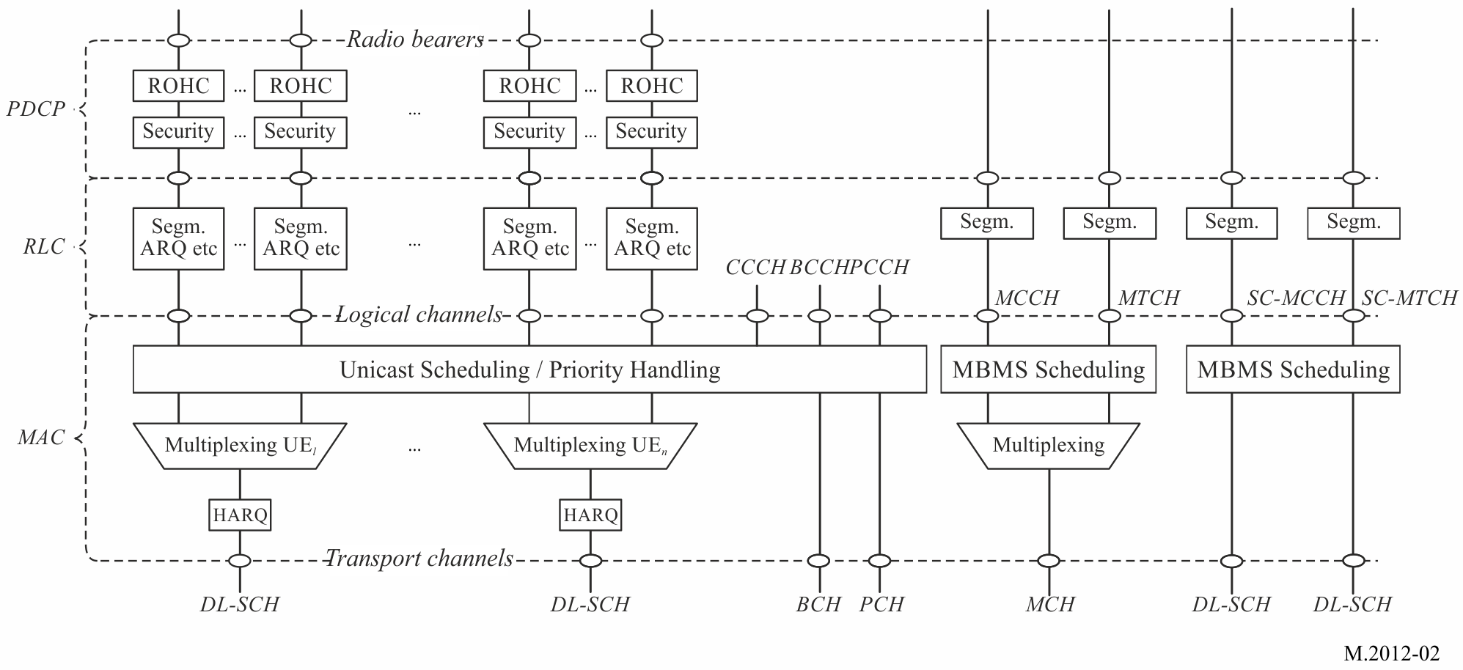 Radio bearers
ROHC ... ROHC ROHC ... ROHC
PDCP ...
Security ... Security Security ... Security
Segm. Segm. Segm. Segm. Segm. Segm. Segm. Segm.
RLC ARQ etc ... ARQ etc ... ARQ etc ... ARQ etc
CCCH BCCH PCCH
MCCH MTCH SC-MCCH SC-MTCH
Logical channels
Unicast Scheduling / Priority Handling MBMS Scheduling MBMS Scheduling
MAC Multiplexing UE1 ... Multiplexing UEn Multiplexing
HARQ HARQ
Transport channels
DL-SCH DL-SCH BCH PCH MCH DL-SCH DL-SCH
M.2012-02